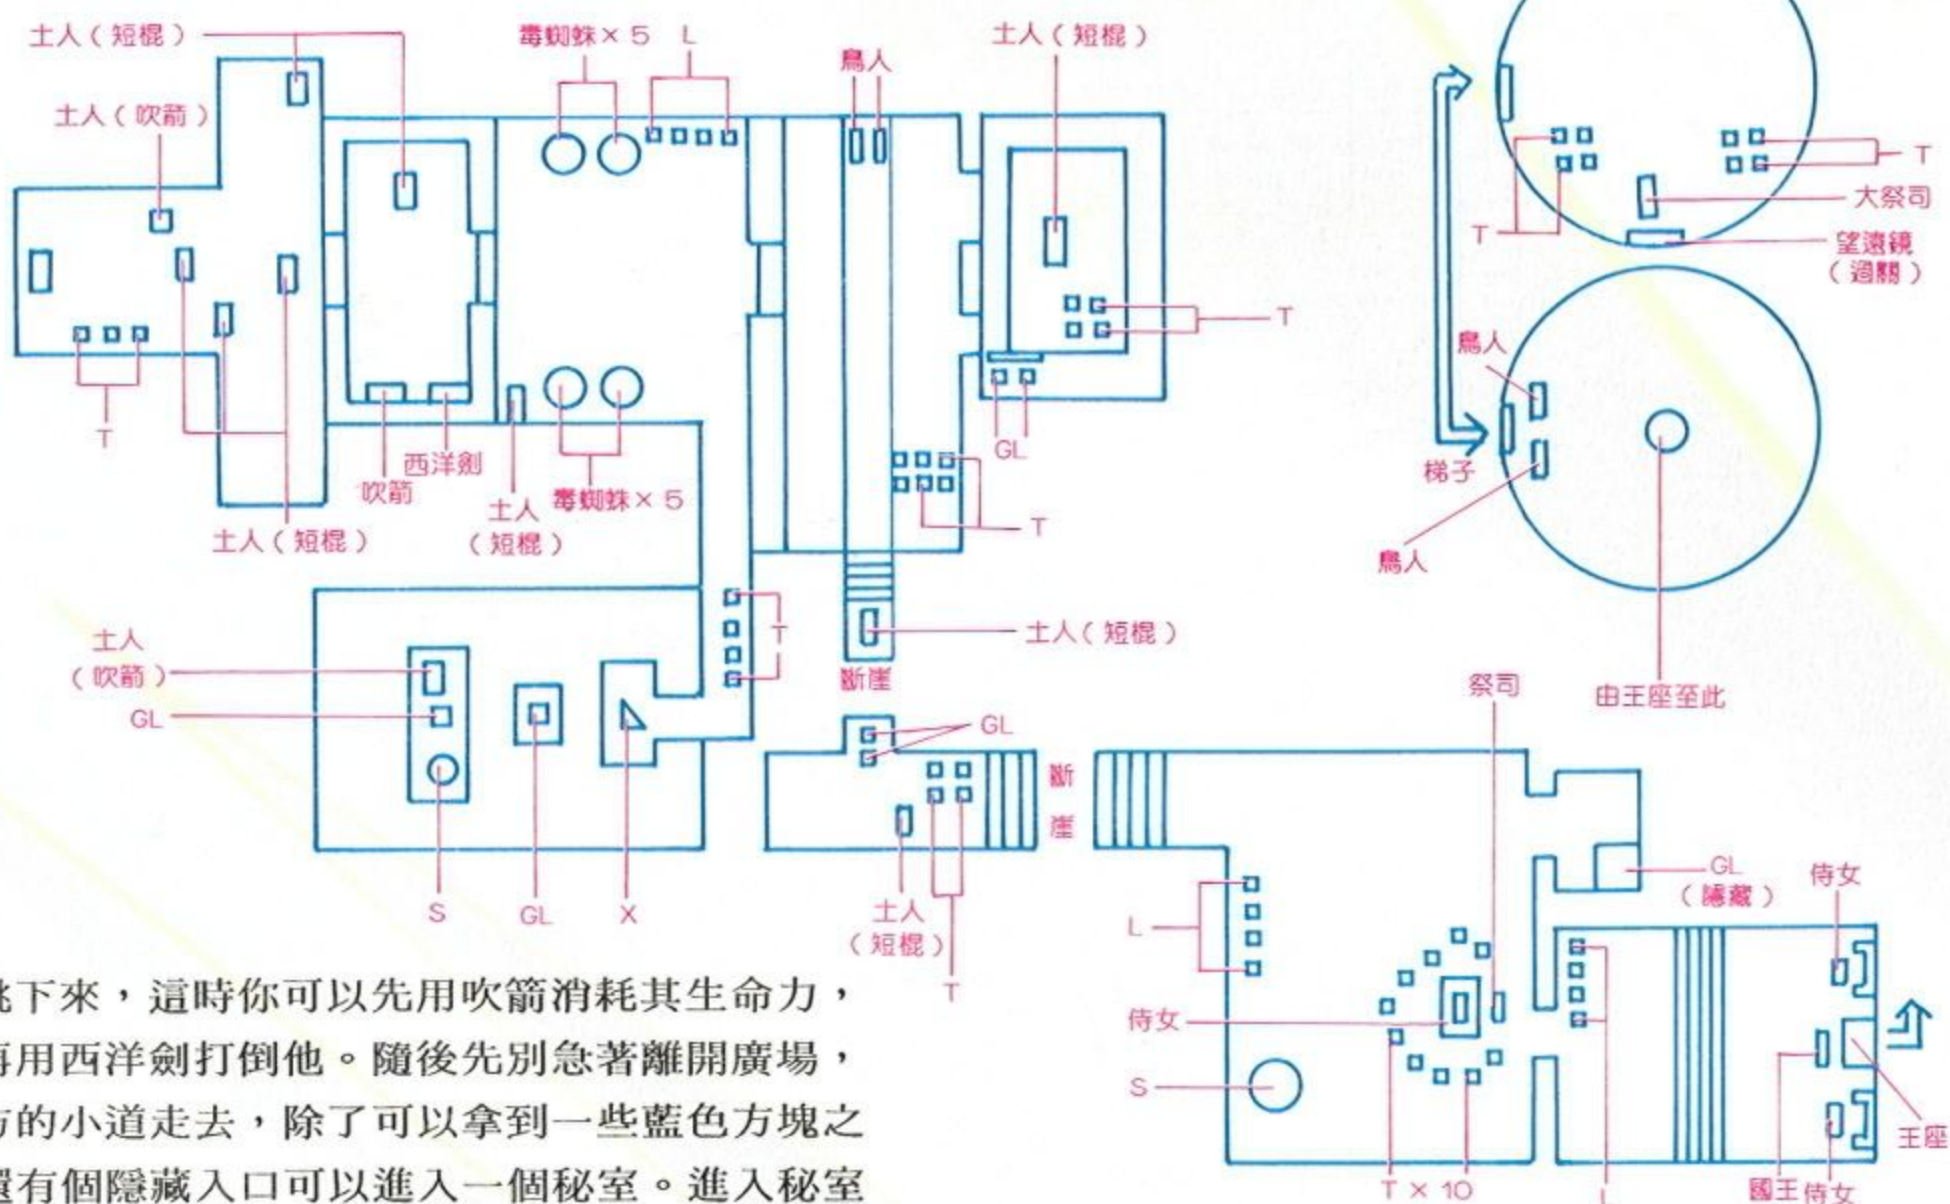 土人（短棍）
毒蜘蛛×5
L
鳥人
土人（短棍）
土人（吹箭）
T
大祭司
T
望遠鏡
（過關）
T
鳥人
T
GL
梯子
西洋劍
吹箭
土人
（短棍）
毒蜘蛛×5
T
土人（短棍）
鳥人
土人
（吹箭）
T
土人（短棍）
斷崖
祭司
由王座至此
GL
GL
斷
崖
GL
（隱藏）
侍女
S
GL
X
土人
（短棍）
L
T
侍女
S
王座
T×10
L
國王
侍女
跳下來，這時你可以先用吹箭消耗其生命力，
再用西洋劍打倒他。隨後先別急著離開廣場，
方的小道走去，除了可以拿到一些藍色方塊之
還有個隱藏入口可以進入一個秘室。進入秘室